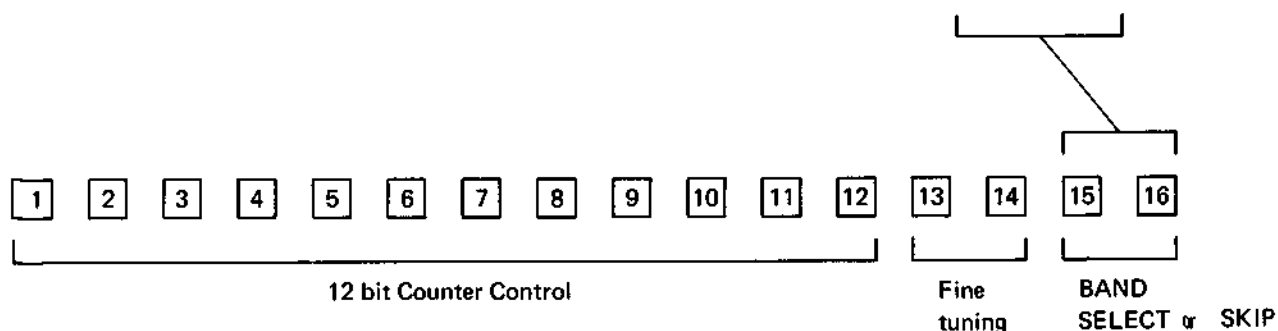 1 2 3 4 5 6 7 8 9 10 11 12 13 14 15 16
12 bit Counter Control
Fine tuning
BAND SELECT or SKIP